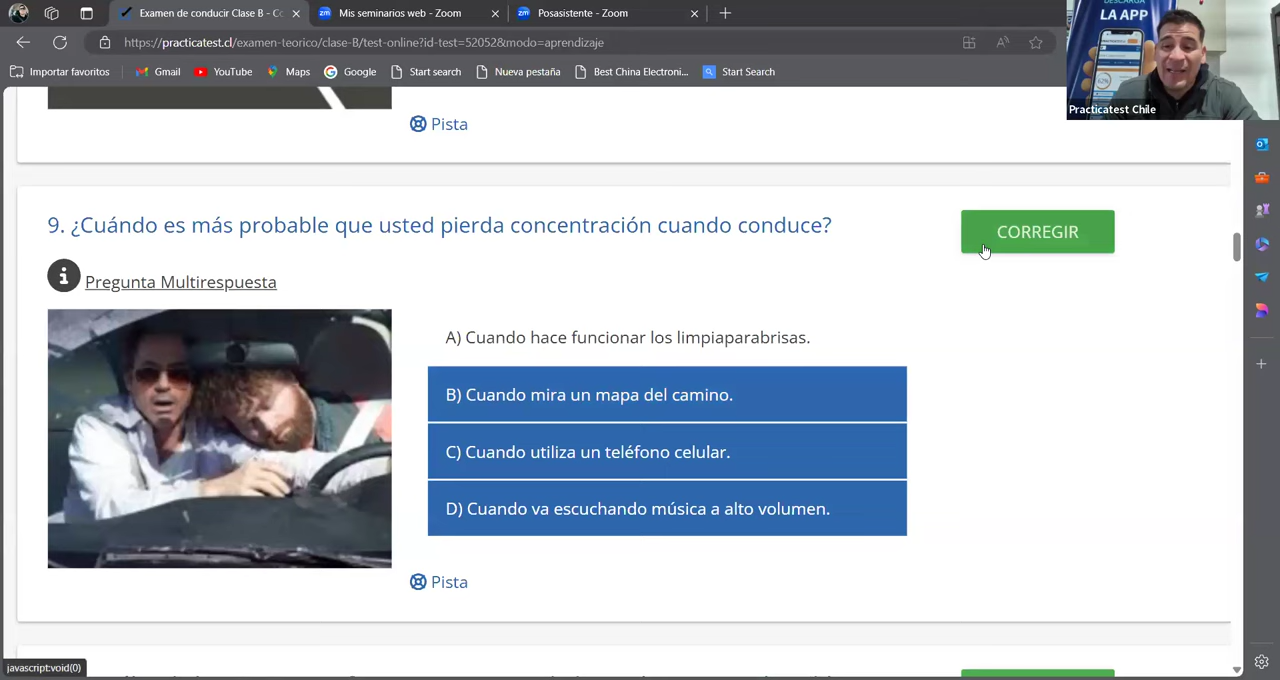 Examen de conducir Clase B - Co
Mis seminarios web - Zoom
Posasistente - Zoom
https://practicatest.cl/examen-teorico/clase-B/test-online?id-test=52052&modo=aprendizaje
Importar favoritos
Gmail
YouTube
Maps
Google
Start search
Nueva pestaña
Best China Electroni...
Start Search
DESCARGA
LA APP
Practicatest Chile
Pista
9. ¿Cuándo es más probable que usted pierda concentración cuando conduce?
CORREGIR
Pregunta Multirespuesta
A) Cuando hace funcionar los limpiaparabrisas.
B) Cuando mira un mapa del camino.
C) Cuando utiliza un teléfono celular.
D) Cuando va escuchando música a alto volumen.
Pista
javascript:void(0)